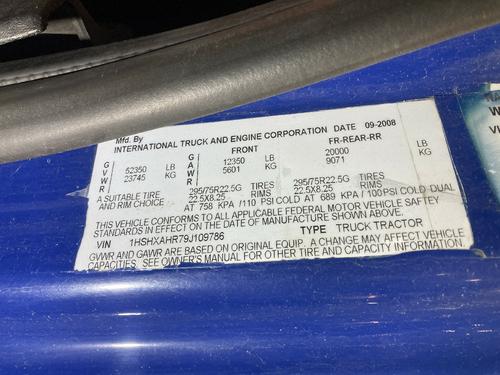 Mfd. By
INTERNATIONAL TRUCK AND ENGINE CORPORATION DATE 09-2008
FRONT FR-REAR-RR
GVWR 52350 LB GAWR 12350 LB 20000 LB
23745 KG 5601 KG 9071 KG
A SUITABLE TIRE 295/75R22.5G TIRES 295/75R22.5G TIRES
AND RIM CHOICE 22.5x8.25 RIMS 22.5X8.25 RIMS
AT 758 KPA / 110 PSI COLD AT 689 KPA / 100 PSI COLD DUAL
THIS VEHICLE CONFORMS TO ALL APPLICABLE FEDERAL MOTOR VEHICLE SAFTEY
STANDARDS IN EFFECT ON THE DATE OF MANUFACTURE SHOWN ABOVE.
VIN 1HSHXAHR79J109786 TYPE TRUCK TRACTOR
GVWR AND GAWR ARE BASED ON ORIGINAL EQUIP. A CHANGE MAY AFFECT VEHICLE
CAPACITIES. SEE OWNER'S MANUAL FOR OTHER TIRE AND CAPACITY INFORMATION.